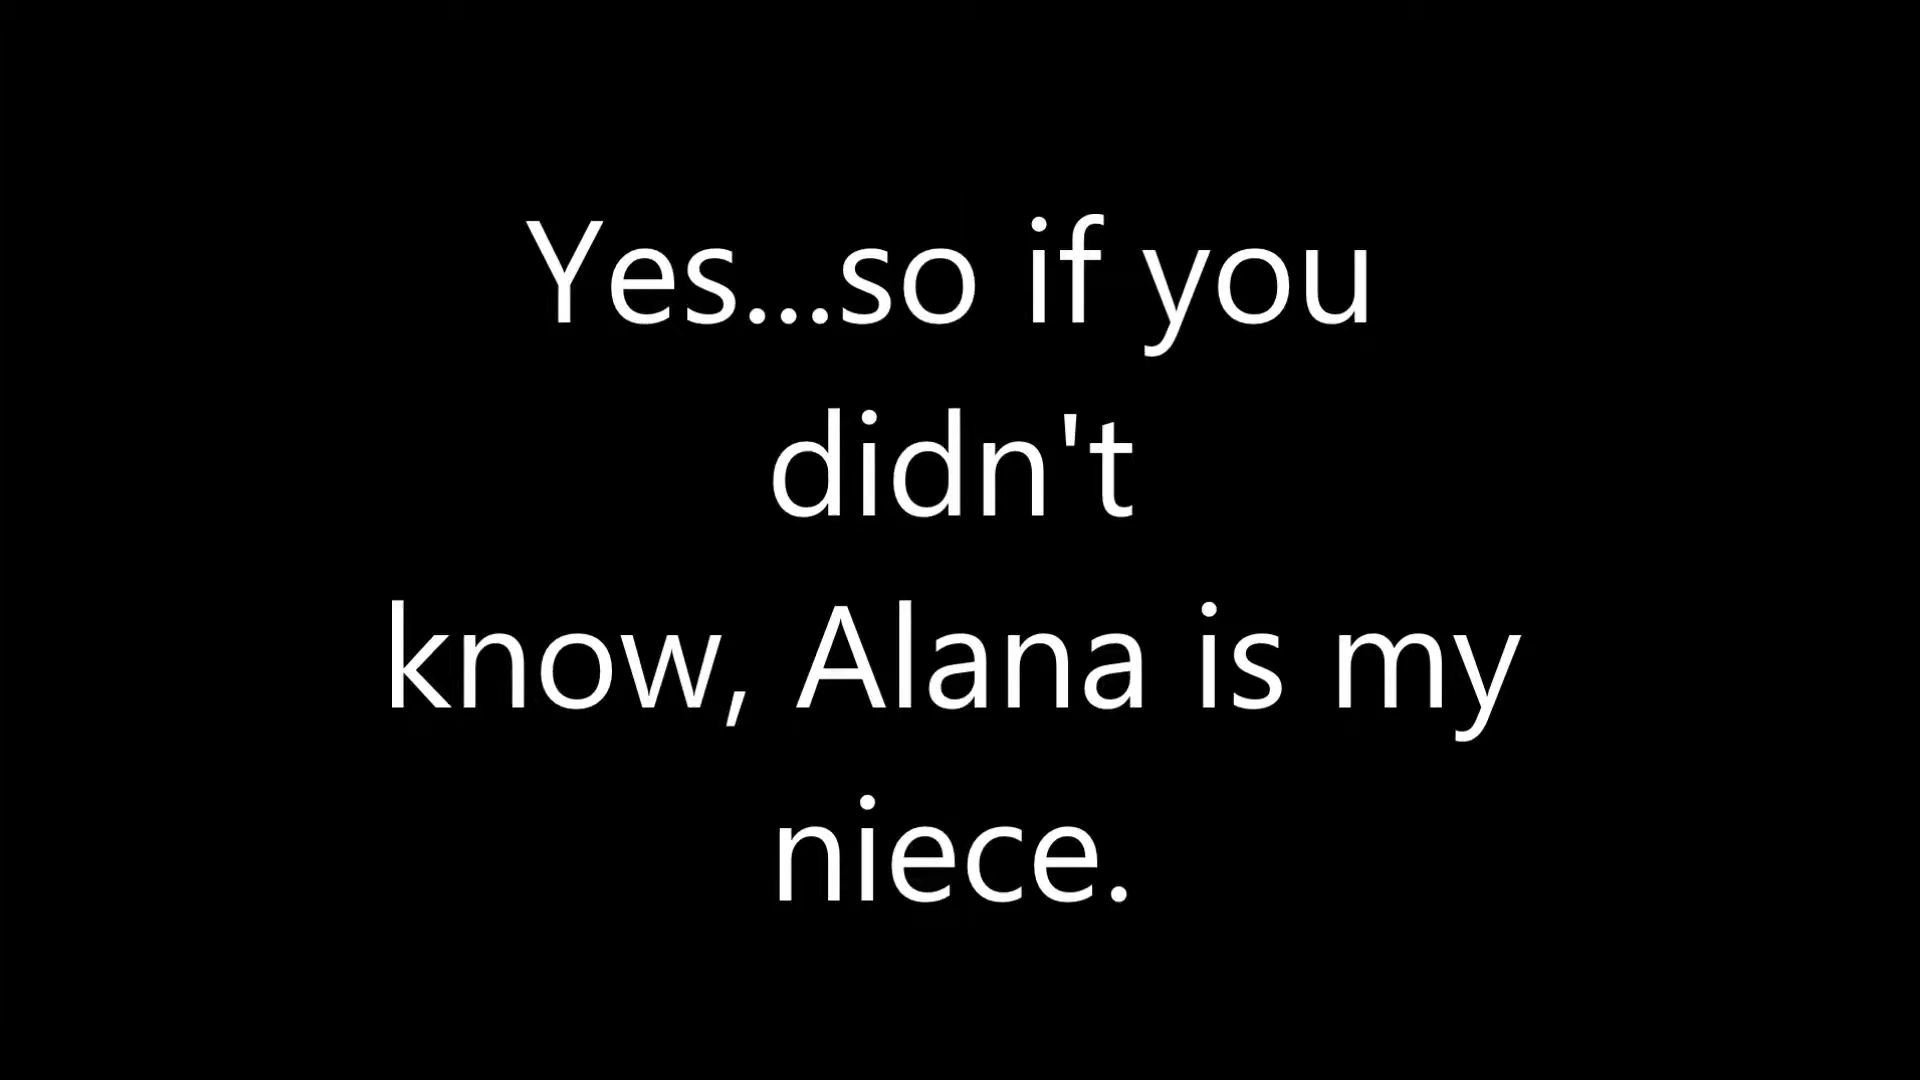 Yes...so if you
didn't
know, Alana is my
niece.